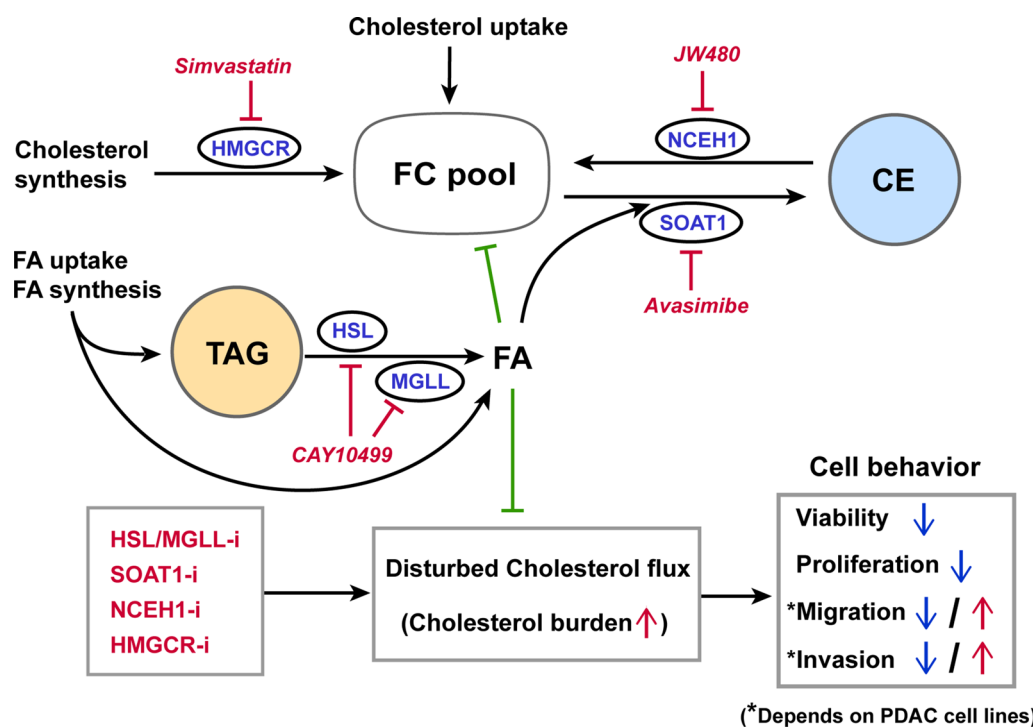 Cholesterol uptake
Simvastatin
JW480
HMGCR
NCEH1
Cholesterol
synthesis
FC pool
CE
SOAT1
FA uptake
FA synthesis
Avasimibe
HSL
TAG
FA
MGLL
CAY10499
Cell behavior
HSL/MGLL-i
SOAT1-i
NCEH1-i
HMGCR-i
Disturbed Cholesterol flux
(Cholesterol burden↑)
Viability ↓
Proliferation ↓
*Migration ↓ / ↑
*Invasion ↓ / ↑
(*Depends on PDAC cell lines)